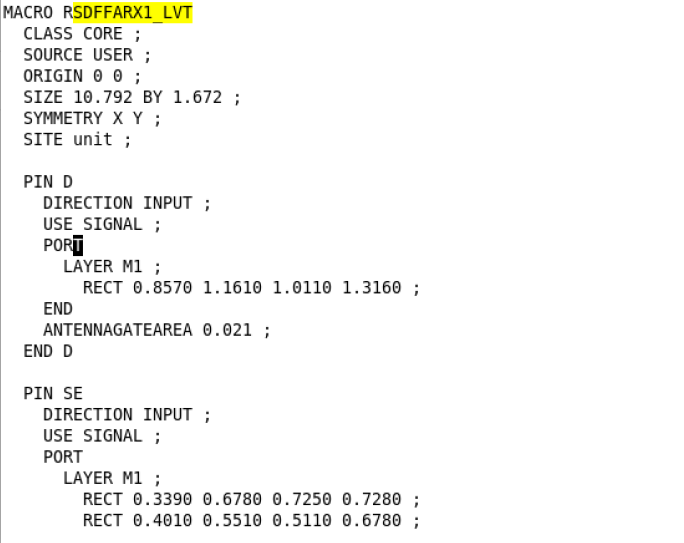 MACRO RSDFFARX1_LVT
CLASS CORE ;
SOURCE USER ;
ORIGIN 0 0 ;
SIZE 10.792 BY 1.672 ;
SYMMETRY X Y ;
SITE unit ;
PIN D
DIRECTION INPUT ;
USE SIGNAL ;
PORT
LAYER M1 ;
RECT 0.8570 1.1610 1.0110 1.3160 ;
END
ANTENNAGATEAREA 0.021 ;
END D
PIN SE
DIRECTION INPUT ;
USE SIGNAL ;
PORT
LAYER M1 ;
RECT 0.3390 0.6780 0.7250 0.7280 ;
RECT 0.4010 0.5510 0.5110 0.6780 ;